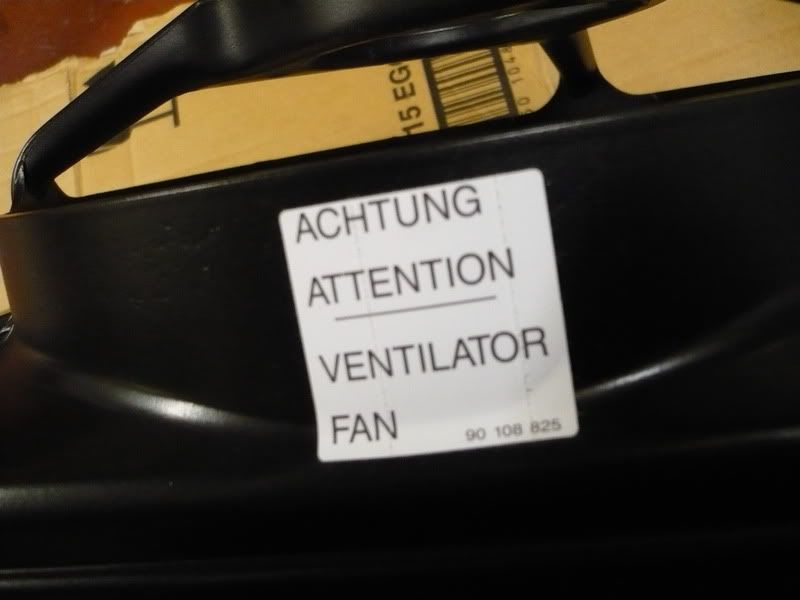 ACHTUNG
ATTENTION
VENTILATOR
FAN
90 108 825
15 EG